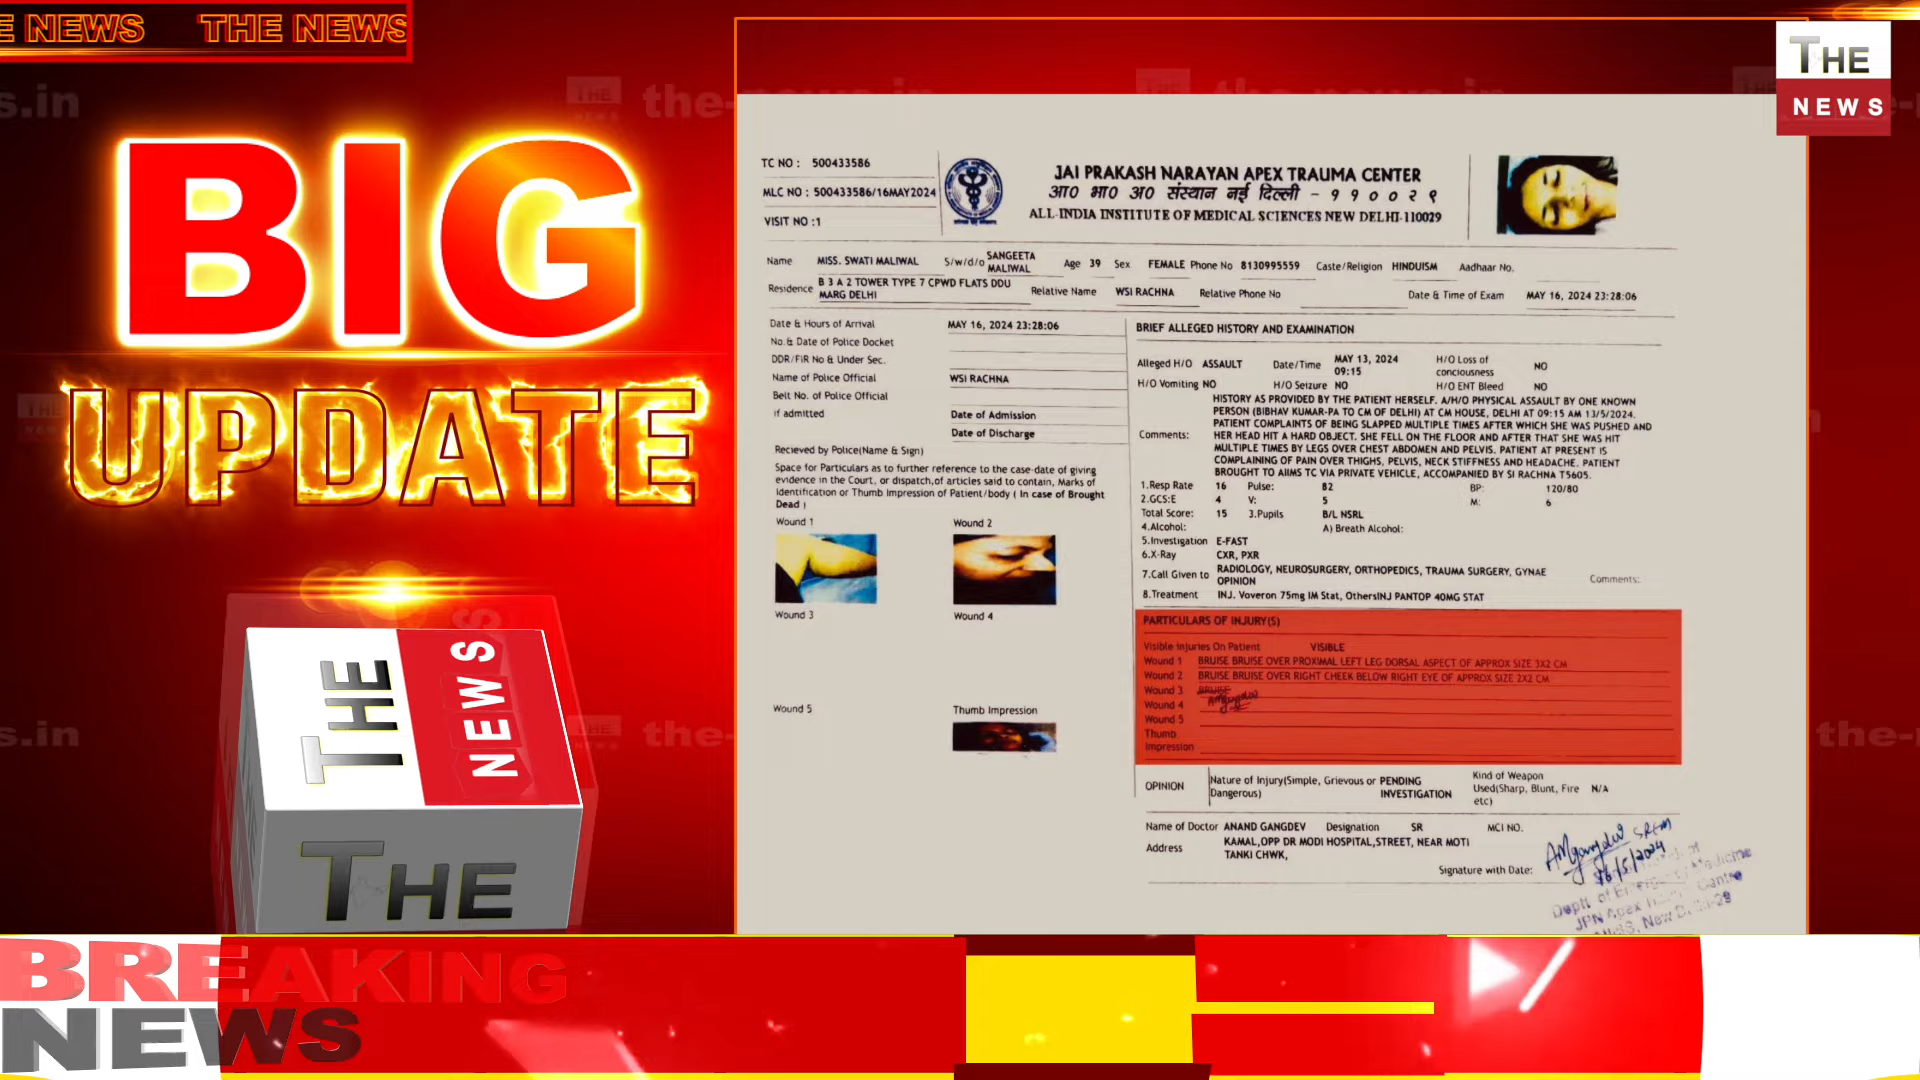 E NEWS THE NEWS
THE NEWS
BIG
UPDATE
THE NEWS
THE
BREAKING
NEWS
TC NO : 500433586
MLC NO : 500433586/16MAY2024
VISIT NO :1
JAI PRAKASH NARAYAN APEX TRAUMA CENTER
आ० भा० अ० संस्थान नई दिल्ली - ११००२९
ALL-INDIA INSTITUTE OF MEDICAL SCIENCES NEW DELHI-110029
Name MISS. SWATI MALIWAL S/w/d/o SANGEETA MALIWAL Age 39 Sex FEMALE Phone No 8130995559 Caste/Religion HINDUISM Aadhaar No.
Residence B 3 A 2 TOWER TYPE 7 CPWD FLATS DDU MARG DELHI Relative Name WSI RACHNA Relative Phone No Date & Time of Exam MAY 16, 2024 23:28:06
Date & Hours of Arrival MAY 16, 2024 23:28:06
No.& Date of Police Docket
DDR/FIR No & Under Sec.
Name of Police Official WSI RACHNA
Belt No. of Police Official
if admitted Date of Admission
Date of Discharge
Recieved by Police(Name & Sign)
Space for Particulars as to further reference to the case-date of giving
evidence in the Court, or dispatch,of articles said to contain, Marks of
Identification or Thumb Impression of Patient/body ( In case of Brought
Dead )
Wound 1 Wound 2
Wound 3 Wound 4
Wound 5 Thumb Impression
BRIEF ALLEGED HISTORY AND EXAMINATION
Alleged H/O ASSAULT Date/Time MAY 13, 2024 09:15 H/O Loss of conciousness NO
H/O Vomiting NO H/O Seizure NO H/O ENT Bleed NO
HISTORY AS PROVIDED BY THE PATIENT HERSELF. A/H/O PHYSICAL ASSAULT BY ONE KNOWN
PERSON (BIBHAV KUMAR-PA TO CM OF DELHI) AT CM HOUSE, DELHI AT 09:15 AM 13/5/2024.
PATIENT COMPLAINTS OF BEING SLAPPED MULTIPLE TIMES AFTER WHICH SHE WAS PUSHED AND
Comments: HER HEAD HIT A HARD OBJECT. SHE FELL ON THE FLOOR AND AFTER THAT SHE WAS HIT
MULTIPLE TIMES BY LEGS OVER CHEST ABDOMEN AND PELVIS. PATIENT AT PRESENT IS
COMPLAINING OF PAIN OVER THIGHS, PELVIS, NECK STIFFNESS AND HEADACHE. PATIENT
BROUGHT TO AIIMS TC VIA PRIVATE VEHICLE, ACCOMPANIED BY SI RACHNA T5605.
1.Resp Rate 16 Pulse: 82 BP: 120/80
2.GCS:E 4 V: 5 M: 6
Total Score: 15 3.Pupils B/L NSRL
4.Alcohol: A) Breath Alcohol:
5.Investigation E-FAST
6.X-Ray CXR, PXR
7.Call Given to RADIOLOGY, NEUROSURGERY, ORTHOPEDICS, TRAUMA SURGERY, GYNAE OPINION Comments:
8.Treatment INJ. Voveron 75mg IM Stat, OthersINJ PANTOP 40MG STAT
PARTICULARS OF INJURY(S)
Visible Injuries On Patient VISIBLE
Wound 1 BRUISE BRUISE OVER PROXIMAL LEFT LEG DORSAL ASPECT OF APPROX SIZE 3X2 CM
Wound 2 BRUISE BRUISE OVER RIGHT CHEEK BELOW RIGHT EYE OF APPROX SIZE 2X2 CM
Wound 3 BRUISE
Wound 4
Wound 5
Thumb
Impression
OPINION Nature of Injury(Simple, Grievous or Dangerous) PENDING INVESTIGATION Kind of Weapon Used(Sharp, Blunt, Fire etc) N/A
Name of Doctor ANAND GANGDEV Designation SR MCI NO.
Address KAMAL,OPP DR MODI HOSPITAL,STREET, NEAR MOTI
TANKI CHWK,
Signature with Date: 16/5/2024